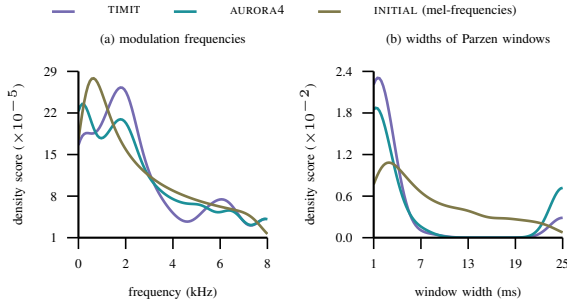 TIMIT AURORA4 INITIAL (mel-frequencies)
(a) modulation frequencies
29
22
15
8
1
density score (×10−5)
0 2 4 6 8
frequency (kHz)
(b) widths of Parzen windows
2.4
1.8
1.2
0.6
0.0
density score (×10−2)
1 7 13 19 25
window width (ms)